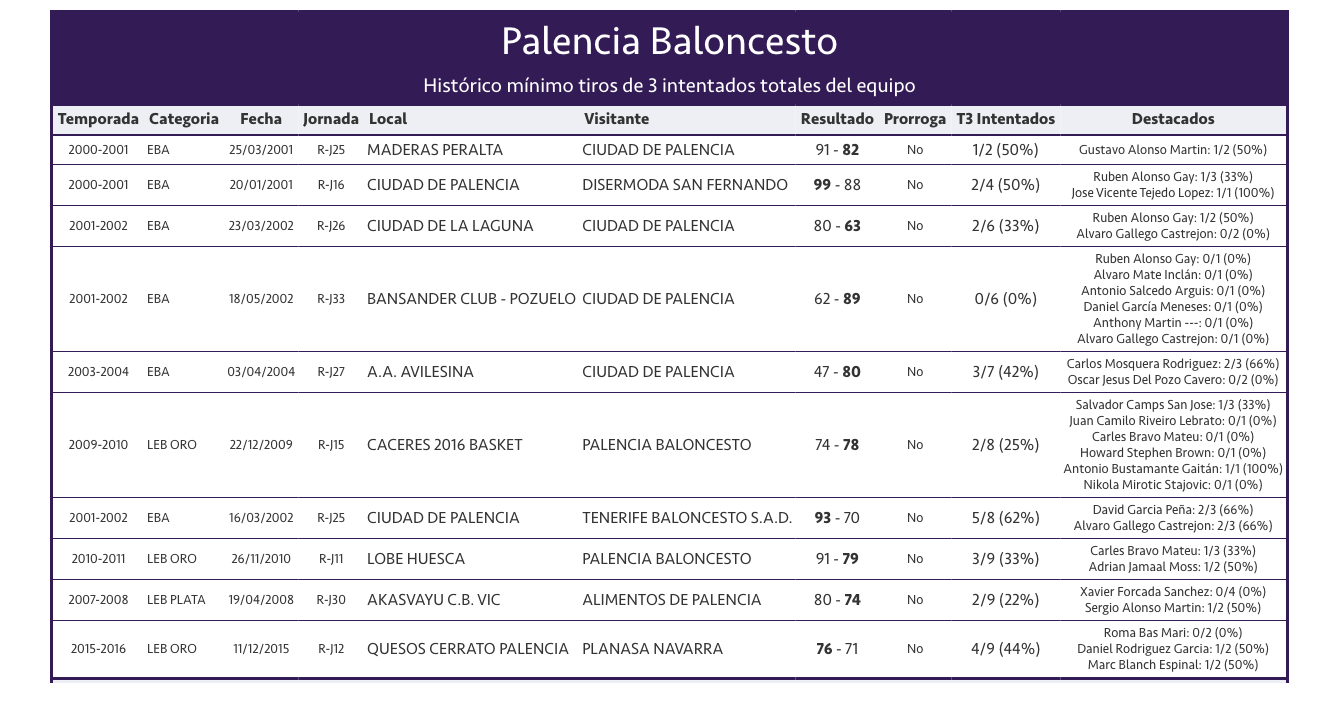 Palencia Baloncesto
Histórico mínimo tiros de 3 intentados totales del equipo
Temporada Categoria Fecha Jornada Local Visitante Resultado Prorroga T3 Intentados Destacados
2000-2001 EBA 25/03/2001 R-J25 MADERAS PERALTA CIUDAD DE PALENCIA 91 - 82 No 1/2 (50%) Gustavo Alonso Martin: 1/2 (50%)
2000-2001 EBA 20/01/2001 R-J16 CIUDAD DE PALENCIA DISERMODA SAN FERNANDO 99 - 88 No 2/4 (50%) Ruben Alonso Gay: 1/3 (33%)
Jose Vicente Tejedo Lopez: 1/1 (100%)
2001-2002 EBA 23/03/2002 R-J26 CIUDAD DE LA LAGUNA CIUDAD DE PALENCIA 80 - 63 No 2/6 (33%) Ruben Alonso Gay: 1/2 (50%)
Alvaro Gallego Castrejon: 0/2 (0%)
2001-2002 EBA 18/05/2002 R-J33 BANSANDER CLUB - POZUELO CIUDAD DE PALENCIA 62 - 89 No 0/6 (0%) Ruben Alonso Gay: 0/1 (0%)
Alvaro Mate Inclán: 0/1 (0%)
Antonio Salcedo Arguis: 0/1 (0%)
Daniel García Meneses: 0/1 (0%)
Anthony Martin ---: 0/1 (0%)
Alvaro Gallego Castrejon: 0/1 (0%)
2003-2004 EBA 03/04/2004 R-J27 A.A. AVILESINA CIUDAD DE PALENCIA 47 - 80 No 3/7 (42%) Carlos Mosquera Rodriguez: 2/3 (66%)
Oscar Jesus Del Pozo Cavero: 0/2 (0%)
2009-2010 LEB ORO 22/12/2009 R-J15 CACERES 2016 BASKET PALENCIA BALONCESTO 74 - 78 No 2/8 (25%) Salvador Camps San Jose: 1/3 (33%)
Juan Camilo Riveiro Lebrato: 0/1 (0%)
Carles Bravo Mateu: 0/1 (0%)
Howard Stephen Brown: 0/1 (0%)
Antonio Bustamante Gaitán: 1/1 (100%)
Nikola Mirotic Stajovic: 0/1 (0%)
2001-2002 EBA 16/03/2002 R-J25 CIUDAD DE PALENCIA TENERIFE BALONCESTO S.A.D. 93 - 70 No 5/8 (62%) David Garcia Peña: 2/3 (66%)
Alvaro Gallego Castrejon: 2/3 (66%)
2010-2011 LEB ORO 26/11/2010 R-J11 LOBE HUESCA PALENCIA BALONCESTO 91 - 79 No 3/9 (33%) Carles Bravo Mateu: 1/3 (33%)
Adrian Jamaal Moss: 1/2 (50%)
2007-2008 LEB PLATA 19/04/2008 R-J30 AKASVAYU C.B. VIC ALIMENTOS DE PALENCIA 80 - 74 No 2/9 (22%) Xavier Forcada Sanchez: 0/4 (0%)
Sergio Alonso Martin: 1/2 (50%)
2015-2016 LEB ORO 11/12/2015 R-J12 QUESOS CERRATO PALENCIA PLANASA NAVARRA 76 - 71 No 4/9 (44%) Roma Bas Mari: 0/2 (0%)
Daniel Rodriguez Garcia: 1/2 (50%)
Marc Blanch Espinal: 1/2 (50%)